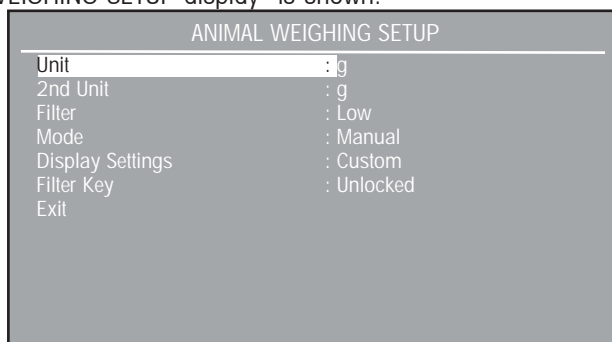 WEIGHING SETUP display is shown.
ANIMAL WEIGHING SETUP
Unit : g
2nd Unit : g
Filter : Low
Mode : Manual
Display Settings : Custom
Filter Key : Unlocked
Exit